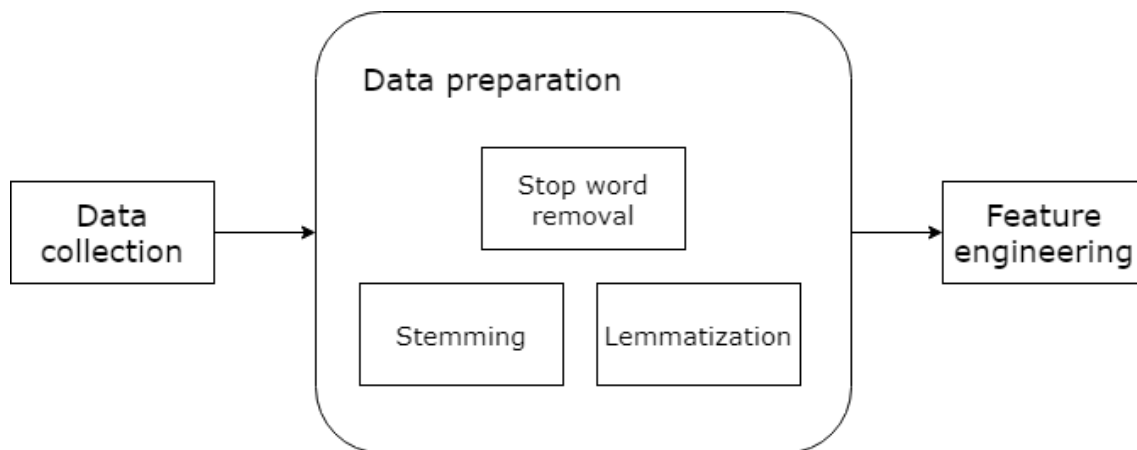 Data preparation
Stop word
removal
Data
collection
Feature
engineering
Stemming
Lemmatization